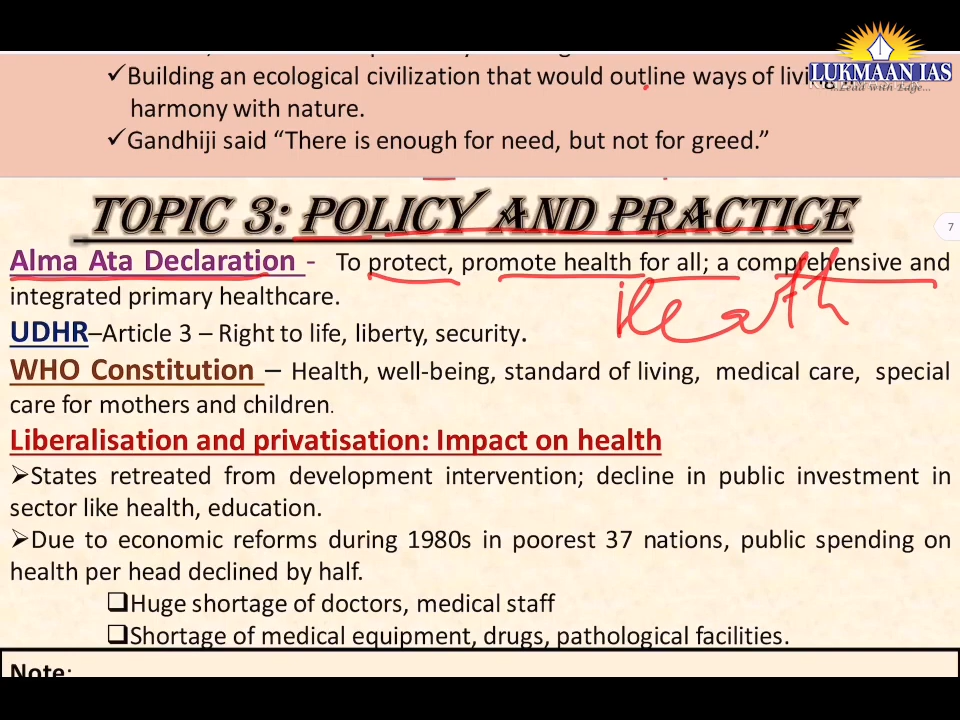 ✓Building an ecological civilization that would outline ways of living
harmony with nature.
✓Gandhiji said “There is enough for need, but not for greed.”
LUKMAAN IAS
...Lead with Edge...
TOPIC 3: POLICY AND PRACTICE
7
Alma Ata Declaration - To protect, promote health for all; a comprehensive and
integrated primary healthcare.
Health
UDHR–Article 3 – Right to life, liberty, security.
WHO Constitution – Health, well-being, standard of living, medical care, special
care for mothers and children.
Liberalisation and privatisation: Impact on health
➢States retreated from development intervention; decline in public investment in
sector like health, education.
➢Due to economic reforms during 1980s in poorest 37 nations, public spending on
health per head declined by half.
❑Huge shortage of doctors, medical staff
❑Shortage of medical equipment, drugs, pathological facilities.
Note: